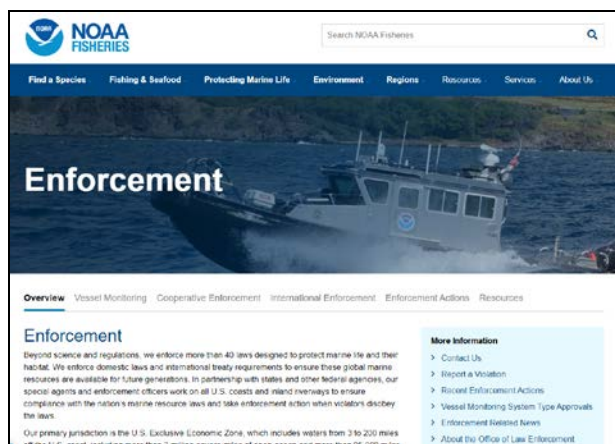 NOAA
NOAA
FISHERIES
Search NOAA Fisheries
Find a Species Fishing & Seafood Protecting Marine Life Environment Regions Resources Services About Us
Enforcement
Overview Vessel Monitoring Cooperative Enforcement International Enforcement Enforcement Actions Resources
Enforcement
Beyond science and regulations, we enforce more than 40 laws designed to protect marine life and their
habitat. We enforce domestic laws and international treaty requirements to ensure these global marine
resources are available for future generations. In partnership with states and other federal agencies, our
special agents and enforcement officers work on all U.S. coasts and inland riverways to ensure
compliance with the nation's marine resource laws and take enforcement action when violators disobey
the laws.
Our primary jurisdiction is the U.S. Exclusive Economic Zone, which includes waters from 3 to 200 miles
More Information
> Contact Us
> Report a Violation
> Recent Enforcement Actions
> Vessel Monitoring System Type Approvals
> Enforcement Related News
> About the Office of Law Enforcement